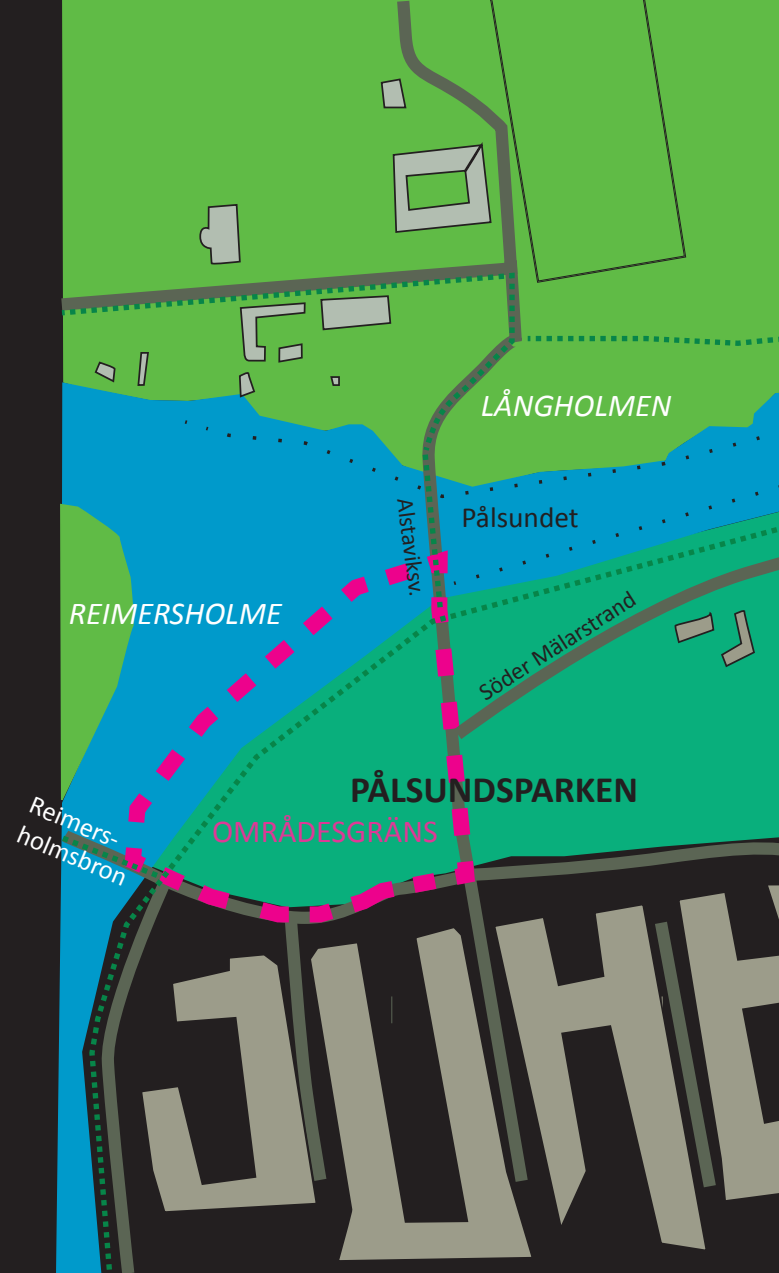 LÅNGHOLMEN
Pålsundet
Alstaviksv.
REIMERSHOLME
Söder Mälarstrand
PÅLSUNDSPARKEN
OMRÅDESGRÄNS
Reimers-
holmsbron